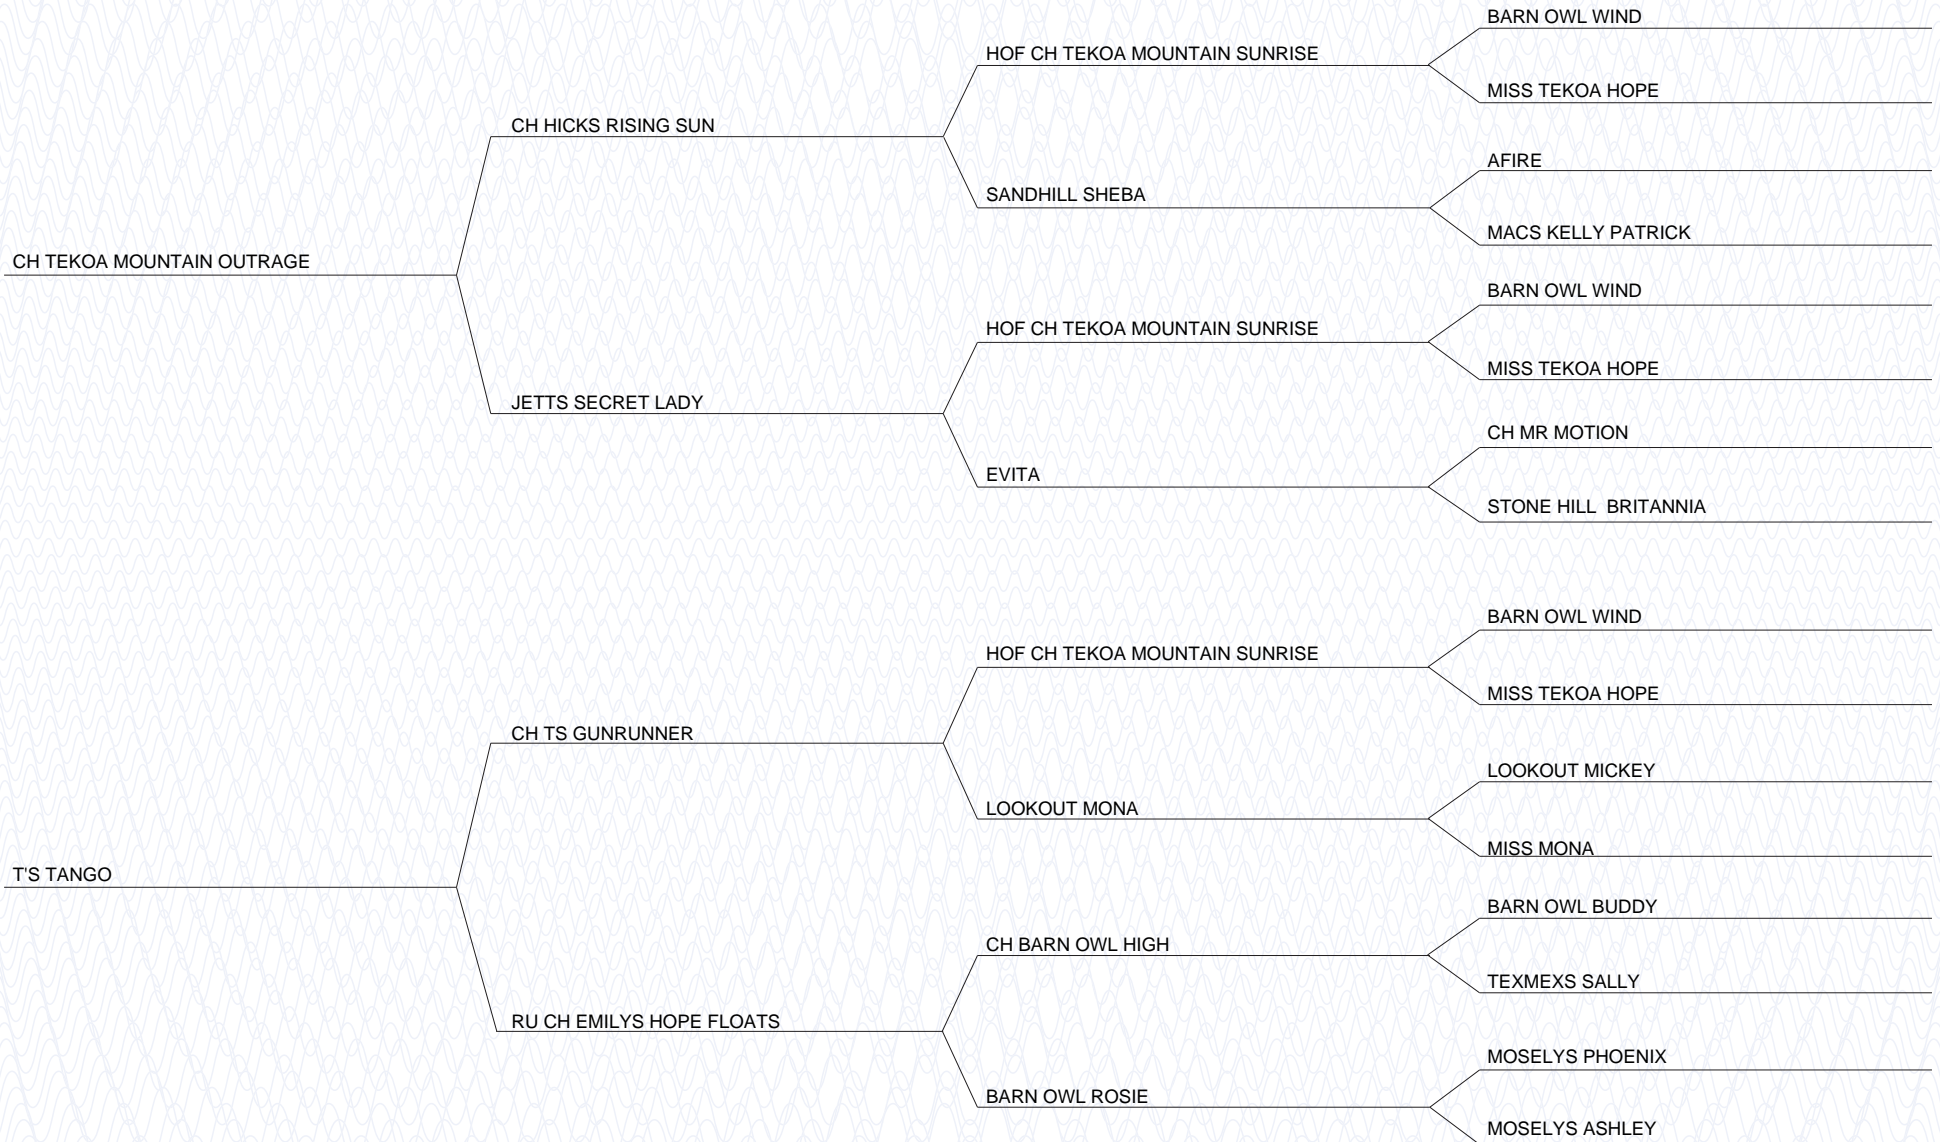 BARN OWL WIND
HOF CH TEKOA MOUNTAIN SUNRISE
MISS TEKOA HOPE
CH HICKS RISING SUN
AFIRE
SANDHILL SHEBA
MACS KELLY PATRICK
CH TEKOA MOUNTAIN OUTRAGE
BARN OWL WIND
HOF CH TEKOA MOUNTAIN SUNRISE
MISS TEKOA HOPE
JETTS SECRET LADY
CH MR MOTION
EVITA
STONE HILL  BRITANNIA
BARN OWL WIND
HOF CH TEKOA MOUNTAIN SUNRISE
MISS TEKOA HOPE
CH TS GUNRUNNER
LOOKOUT MICKEY
LOOKOUT MONA
MISS MONA
T'S TANGO
BARN OWL BUDDY
CH BARN OWL HIGH
TEXMEXS SALLY
RU CH EMILYS HOPE FLOATS
MOSELYS PHOENIX
BARN OWL ROSIE
MOSELYS ASHLEY